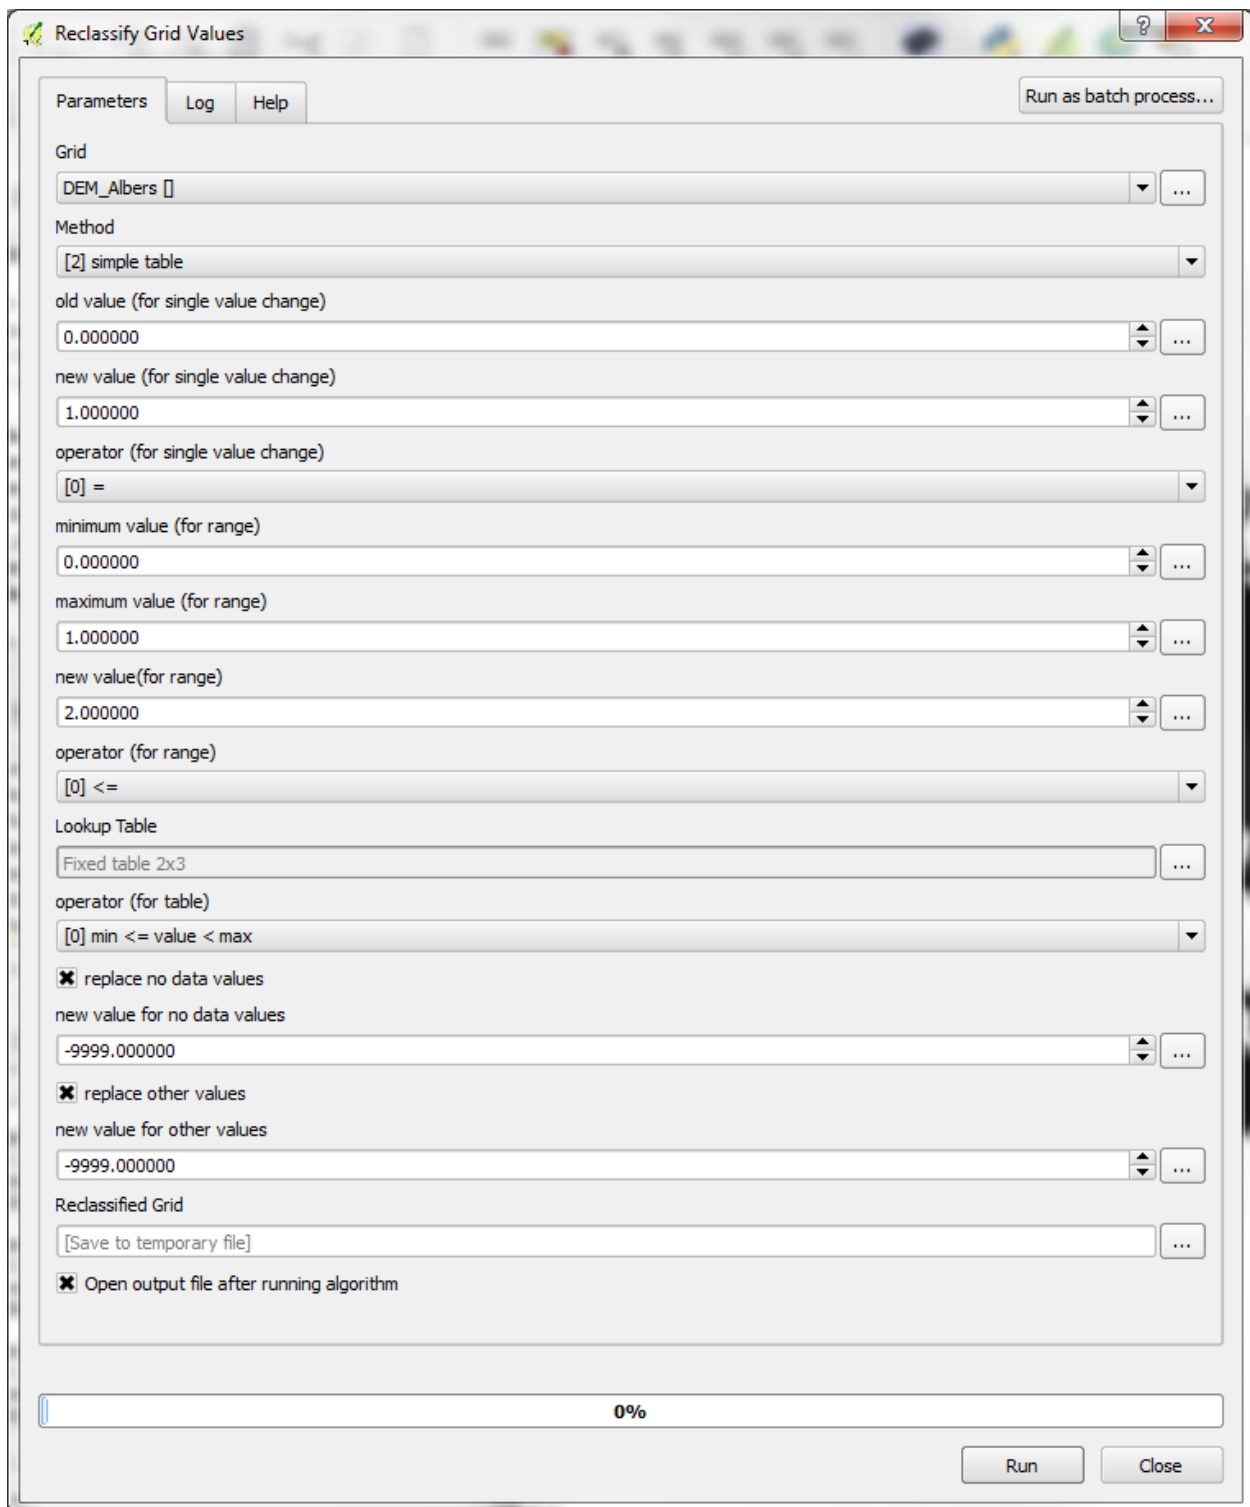 Reclassify Grid Values
Parameters Log Help Run as batch process...
Grid
DEM_Albers []
...
Method
[2] simple table
old value (for single value change)
0.000000
...
new value (for single value change)
1.000000
...
operator (for single value change)
[0] =
minimum value (for range)
0.000000
...
maximum value (for range)
1.000000
...
new value(for range)
2.000000
...
operator (for range)
[0] <=
Lookup Table
Fixed table 2x3
...
operator (for table)
[0] min <= value < max
replace no data values
new value for no data values
-9999.000000
...
replace other values
new value for other values
-9999.000000
...
Reclassified Grid
[Save to temporary file]
...
Open output file after running algorithm
0%
Run Close